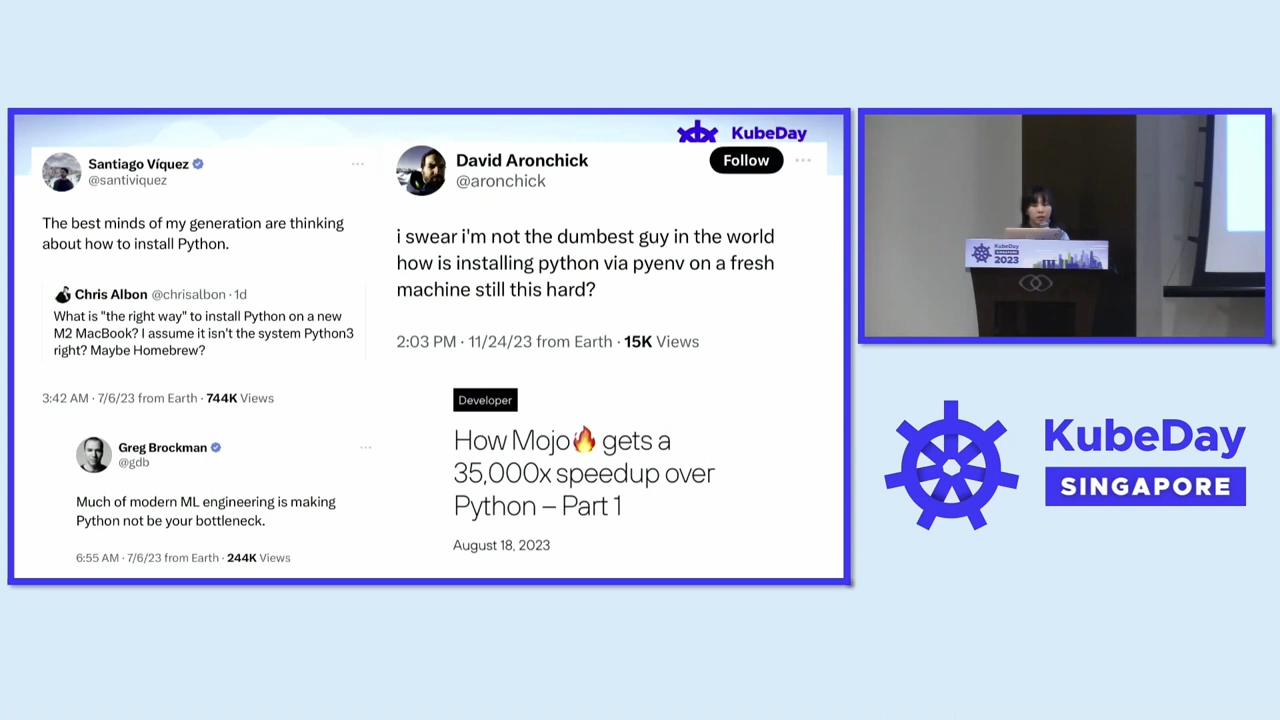 KubeDay
Santiago Víquez
@santiviquez
The best minds of my generation are thinking
about how to install Python.
Chris Albon @chrisalbon · 1d
What is "the right way" to install Python on a new
M2 MacBook? I assume it isn't the system Python3
right? Maybe Homebrew?
3:42 AM · 7/6/23 from Earth · 744K Views
Greg Brockman
@gdb
Much of modern ML engineering is making
Python not be your bottleneck.
6:55 AM · 7/6/23 from Earth · 244K Views
David Aronchick
@aronchick
Follow
i swear i'm not the dumbest guy in the world
how is installing python via pyenv on a fresh
machine still this hard?
2:03 PM · 11/24/23 from Earth · 15K Views
Developer
How Mojo🔥 gets a
35,000x speedup over
Python – Part 1
August 18, 2023
KubeDay
SINGAPORE
2023
KubeDay
SINGAPORE